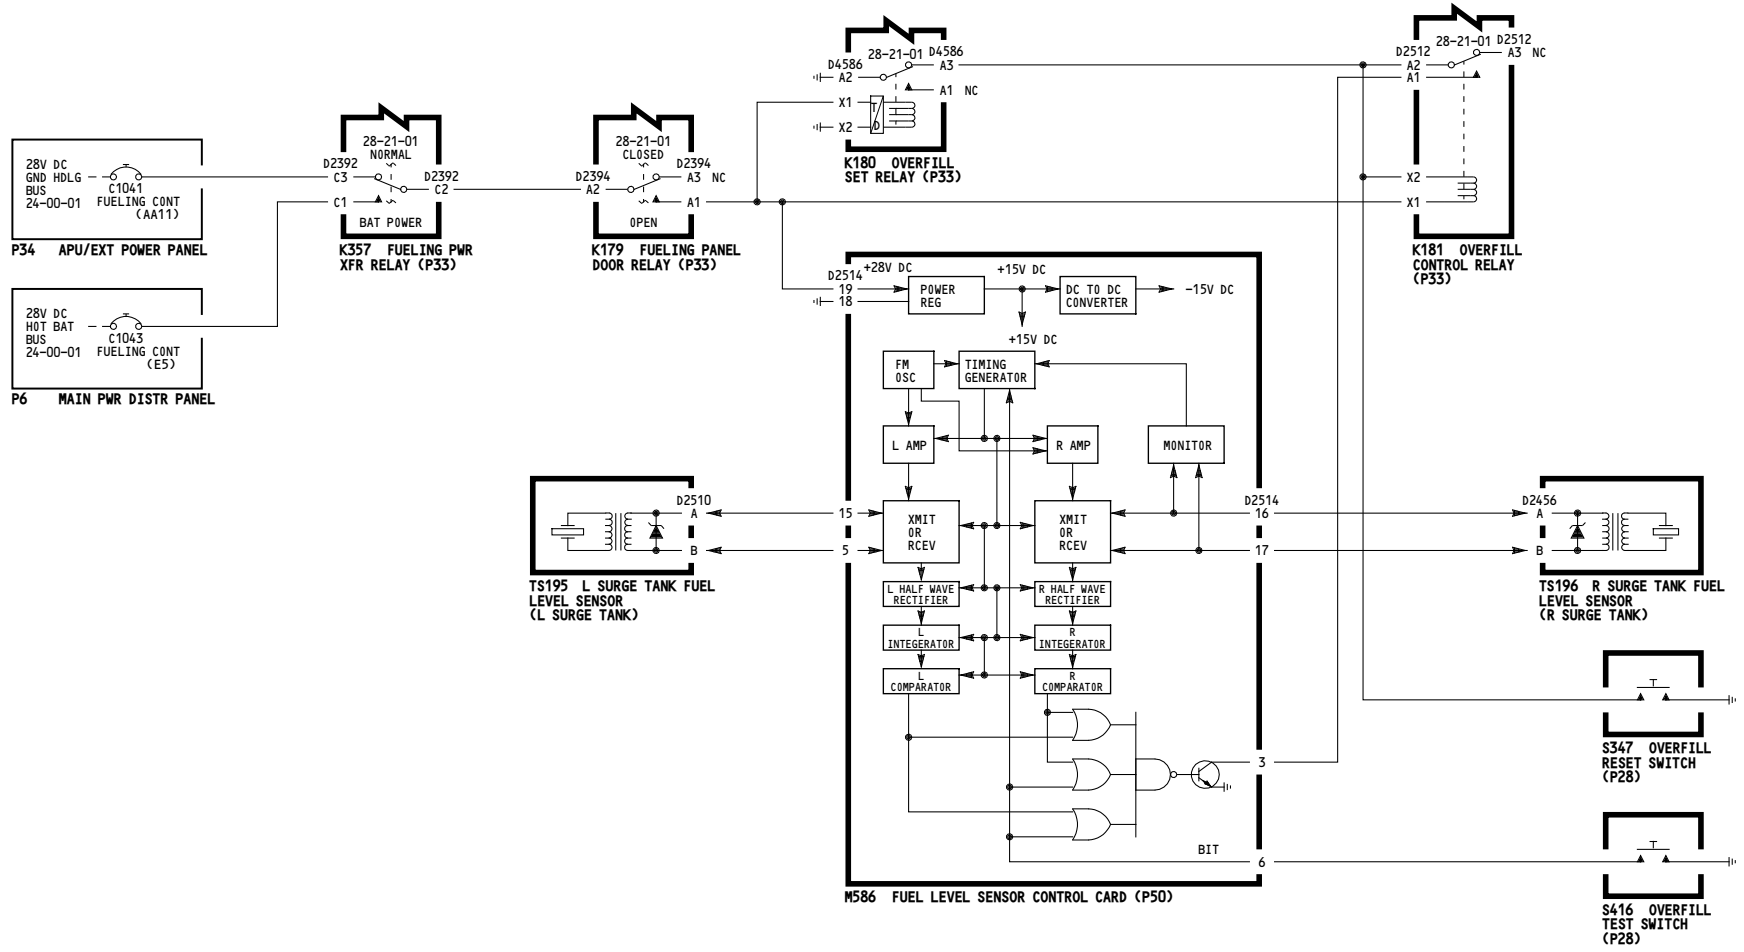 28V DC
GND HDLG
BUS
24-00-01
C1041
FUELING CONT
(AA11)
P34 APU/EXT POWER PANEL
28V DC
HOT BAT
BUS
24-00-01
C1043
FUELING CONT
(E5)
P6 MAIN PWR DISTR PANEL
28-21-01
NORMAL
D2392
C3
D2392
C2
C1
BAT POWER
K357 FUELING PWR
XFR RELAY (P33)
28-21-01
CLOSED
D2394
A3 NC
D2394
A2
A1
OPEN
K179 FUELING PANEL
DOOR RELAY (P33)
28-21-01
D4586
D4586
A3
A2
A1 NC
X1
T
D
X2
K180 OVERFILL
SET RELAY (P33)
28-21-01
D2512
D2512
A3 NC
A2
A1
X2
X1
K181 OVERFILL
CONTROL RELAY
(P33)
D2514
+28V DC
19
18
POWER
REG
+15V DC
DC TO DC
CONVERTER
-15V DC
+15V DC
FM
OSC
TIMING
GENERATOR
L AMP
R AMP
MONITOR
15
5
XMIT
OR
RCEV
XMIT
OR
RCEV
D2514
16
17
L HALF WAVE
RECTIFIER
R HALF WAVE
RECTIFIER
L
INTEGERATOR
R
INTEGERATOR
L
COMPARATOR
R
COMPARATOR
3
BIT
6
M586 FUEL LEVEL SENSOR CONTROL CARD (P50)
D2510
A
B
TS195 L SURGE TANK FUEL
LEVEL SENSOR
(L SURGE TANK)
D2456
A
B
TS196 R SURGE TANK FUEL
LEVEL SENSOR
(R SURGE TANK)
S347 OVERFILL
RESET SWITCH
(P28)
S416 OVERFILL
TEST SWITCH
(P28)